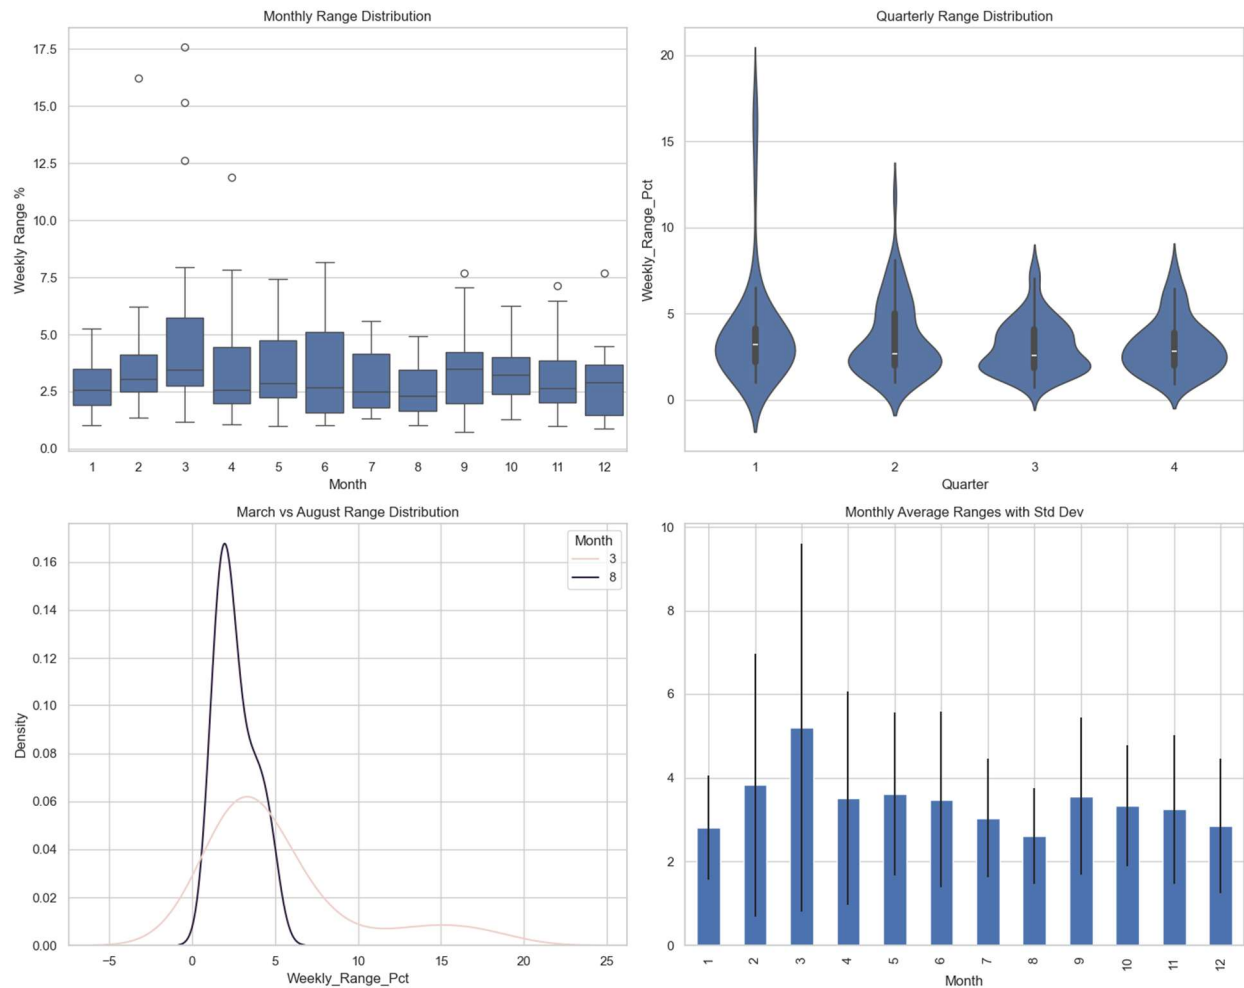 Monthly Range Distribution
Weekly Range %
17.5
15.0
12.5
10.0
7.5
5.0
2.5
0.0
1 2 3 4 5 6 7 8 9 10 11 12
Month
Quarterly Range Distribution
Weekly_Range_Pct
20
15
10
5
0
1 2 3 4
Quarter
March vs August Range Distribution
Month
3
8
Density
0.16
0.14
0.12
0.10
0.08
0.06
0.04
0.02
0.00
−5 0 5 10 15 20 25
Weekly_Range_Pct
Monthly Average Ranges with Std Dev
10
8
6
4
2
0
1 2 3 4 5 6 7 8 9 10 11 12
Month